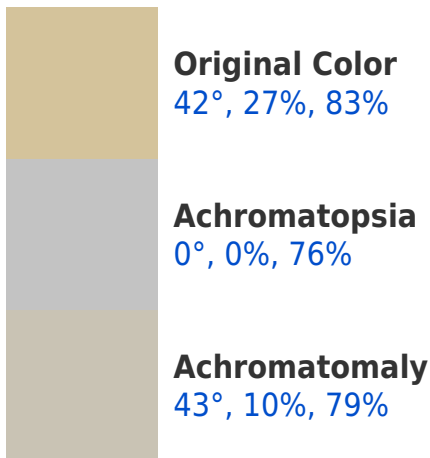 Original Color
42°, 27%, 83%
Achromatopsia
0°, 0%, 76%
Achromatomaly
43°, 10%, 79%